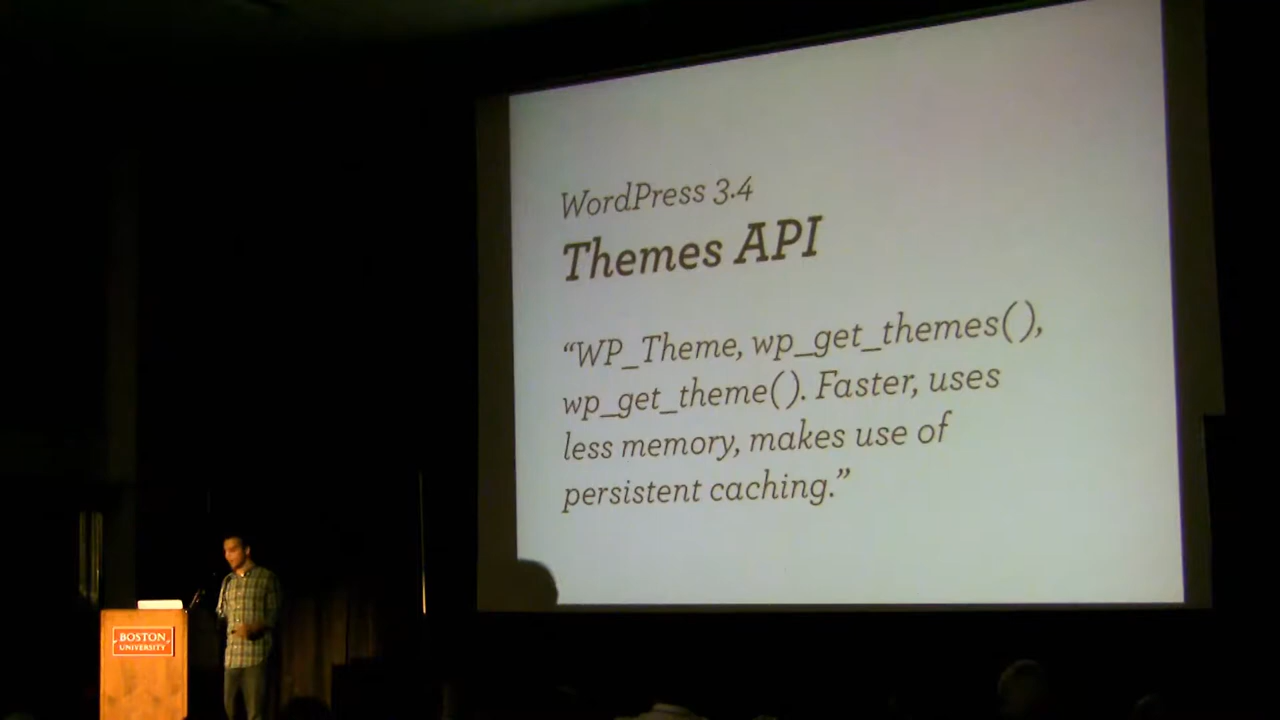 WordPress 3.4
Themes API
“WP_Theme, wp_get_themes(),
wp_get_theme(). Faster, uses
less memory, makes use of
persistent caching.”
BOSTON
UNIVERSITY